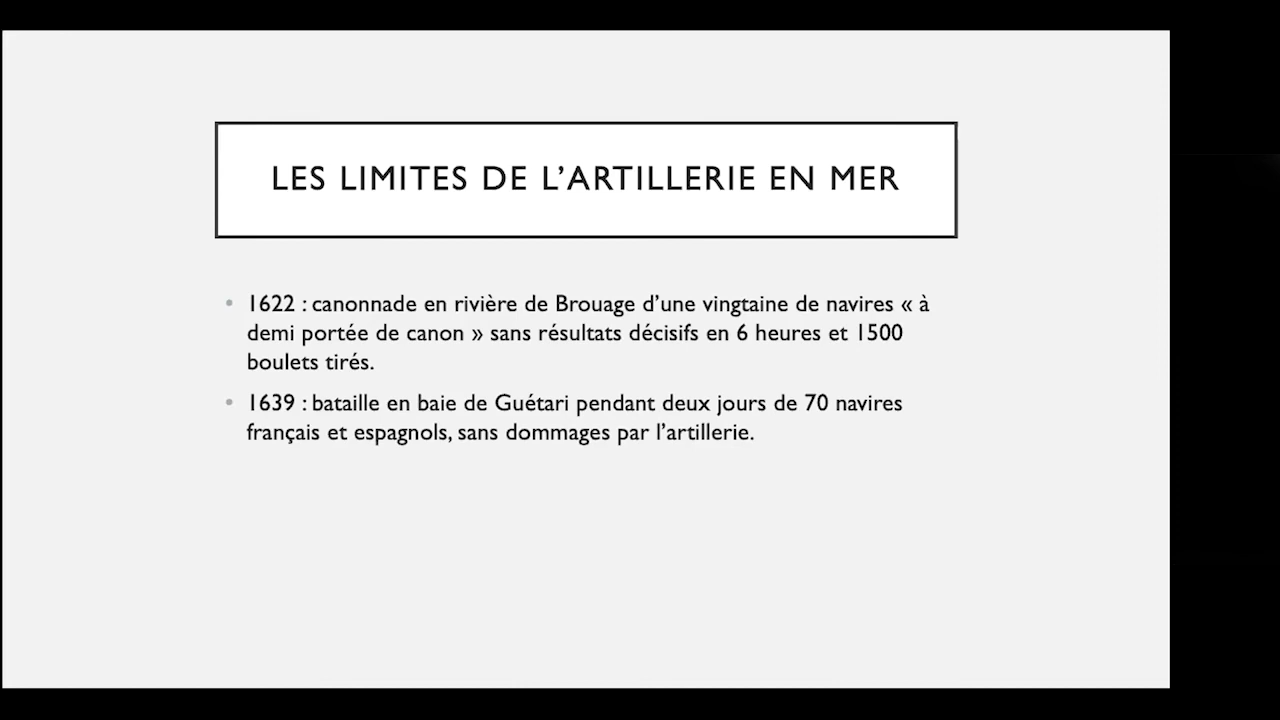 LES LIMITES DE L’ARTILLERIE EN MER
• 1622 : canonnade en rivière de Brouage d’une vingtaine de navires « à
demi portée de canon » sans résultats décisifs en 6 heures et 1500
boulets tirés.
• 1639 : bataille en baie de Guétari pendant deux jours de 70 navires
français et espagnols, sans dommages par l’artillerie.